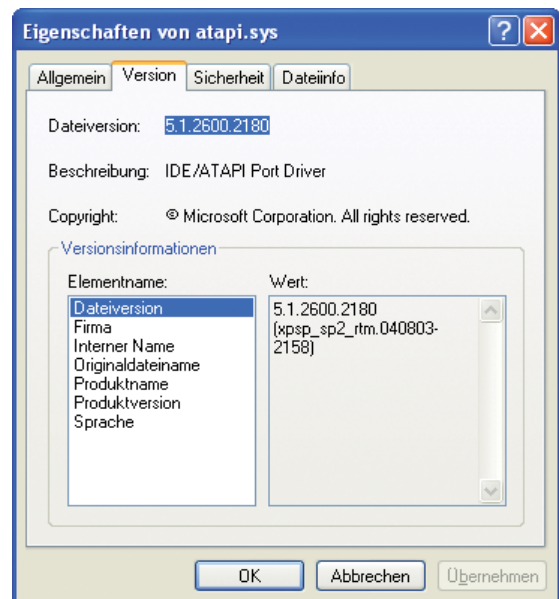 Eigenschaften von atapi.sys
Allgemein Version Sicherheit Dateiinfo
Dateiversion: 5.1.2600.2180
Beschreibung: IDE/ATAPI Port Driver
Copyright: © Microsoft Corporation. All rights reserved.
Versionsinformationen
Elementname: Wert:
Dateiversion
Firma
Interner Name
Originaldateiname
Produktname
Produktversion
Sprache
5.1.2600.2180
(xpsp_sp2_rtm.040803-
2158)
OK Abbrechen Übernehmen